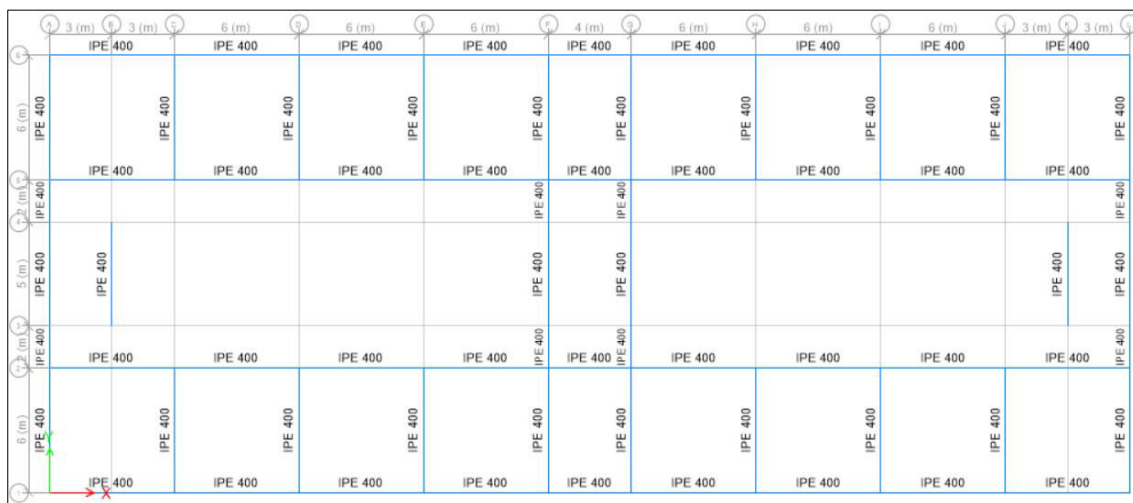 A B C D E F G H I J K L
3 (m) 3 (m) 6 (m) 6 (m) 6 (m) 4 (m) 6 (m) 6 (m) 6 (m) 3 (m) 3 (m)
IPE 400 IPE 400 IPE 400 IPE 400 IPE 400 IPE 400 IPE 400 IPE 400 IPE 400
6 (m) IPE 400 IPE 400 IPE 400 IPE 400 IPE 400 IPE 400 IPE 400 IPE 400 IPE 400 IPE 400
IPE 400 IPE 400 IPE 400 IPE 400 IPE 400 IPE 400 IPE 400 IPE 400 IPE 400
IPE 400 IPE 400 IPE 400 IPE 400
5 (m) IPE 400 IPE 400 IPE 400 IPE 400 IPE 400 IPE 400
IPE 400 IPE 400 IPE 400 IPE 400
IPE 400 IPE 400 IPE 400 IPE 400 IPE 400 IPE 400 IPE 400 IPE 400 IPE 400
6 (m) IPE 400 IPE 400 IPE 400 IPE 400 IPE 400 IPE 400 IPE 400 IPE 400 IPE 400 IPE 400
Y
IPE 400 IPE 400 IPE 400 IPE 400 IPE 400 IPE 400 IPE 400 IPE 400 IPE 400
X